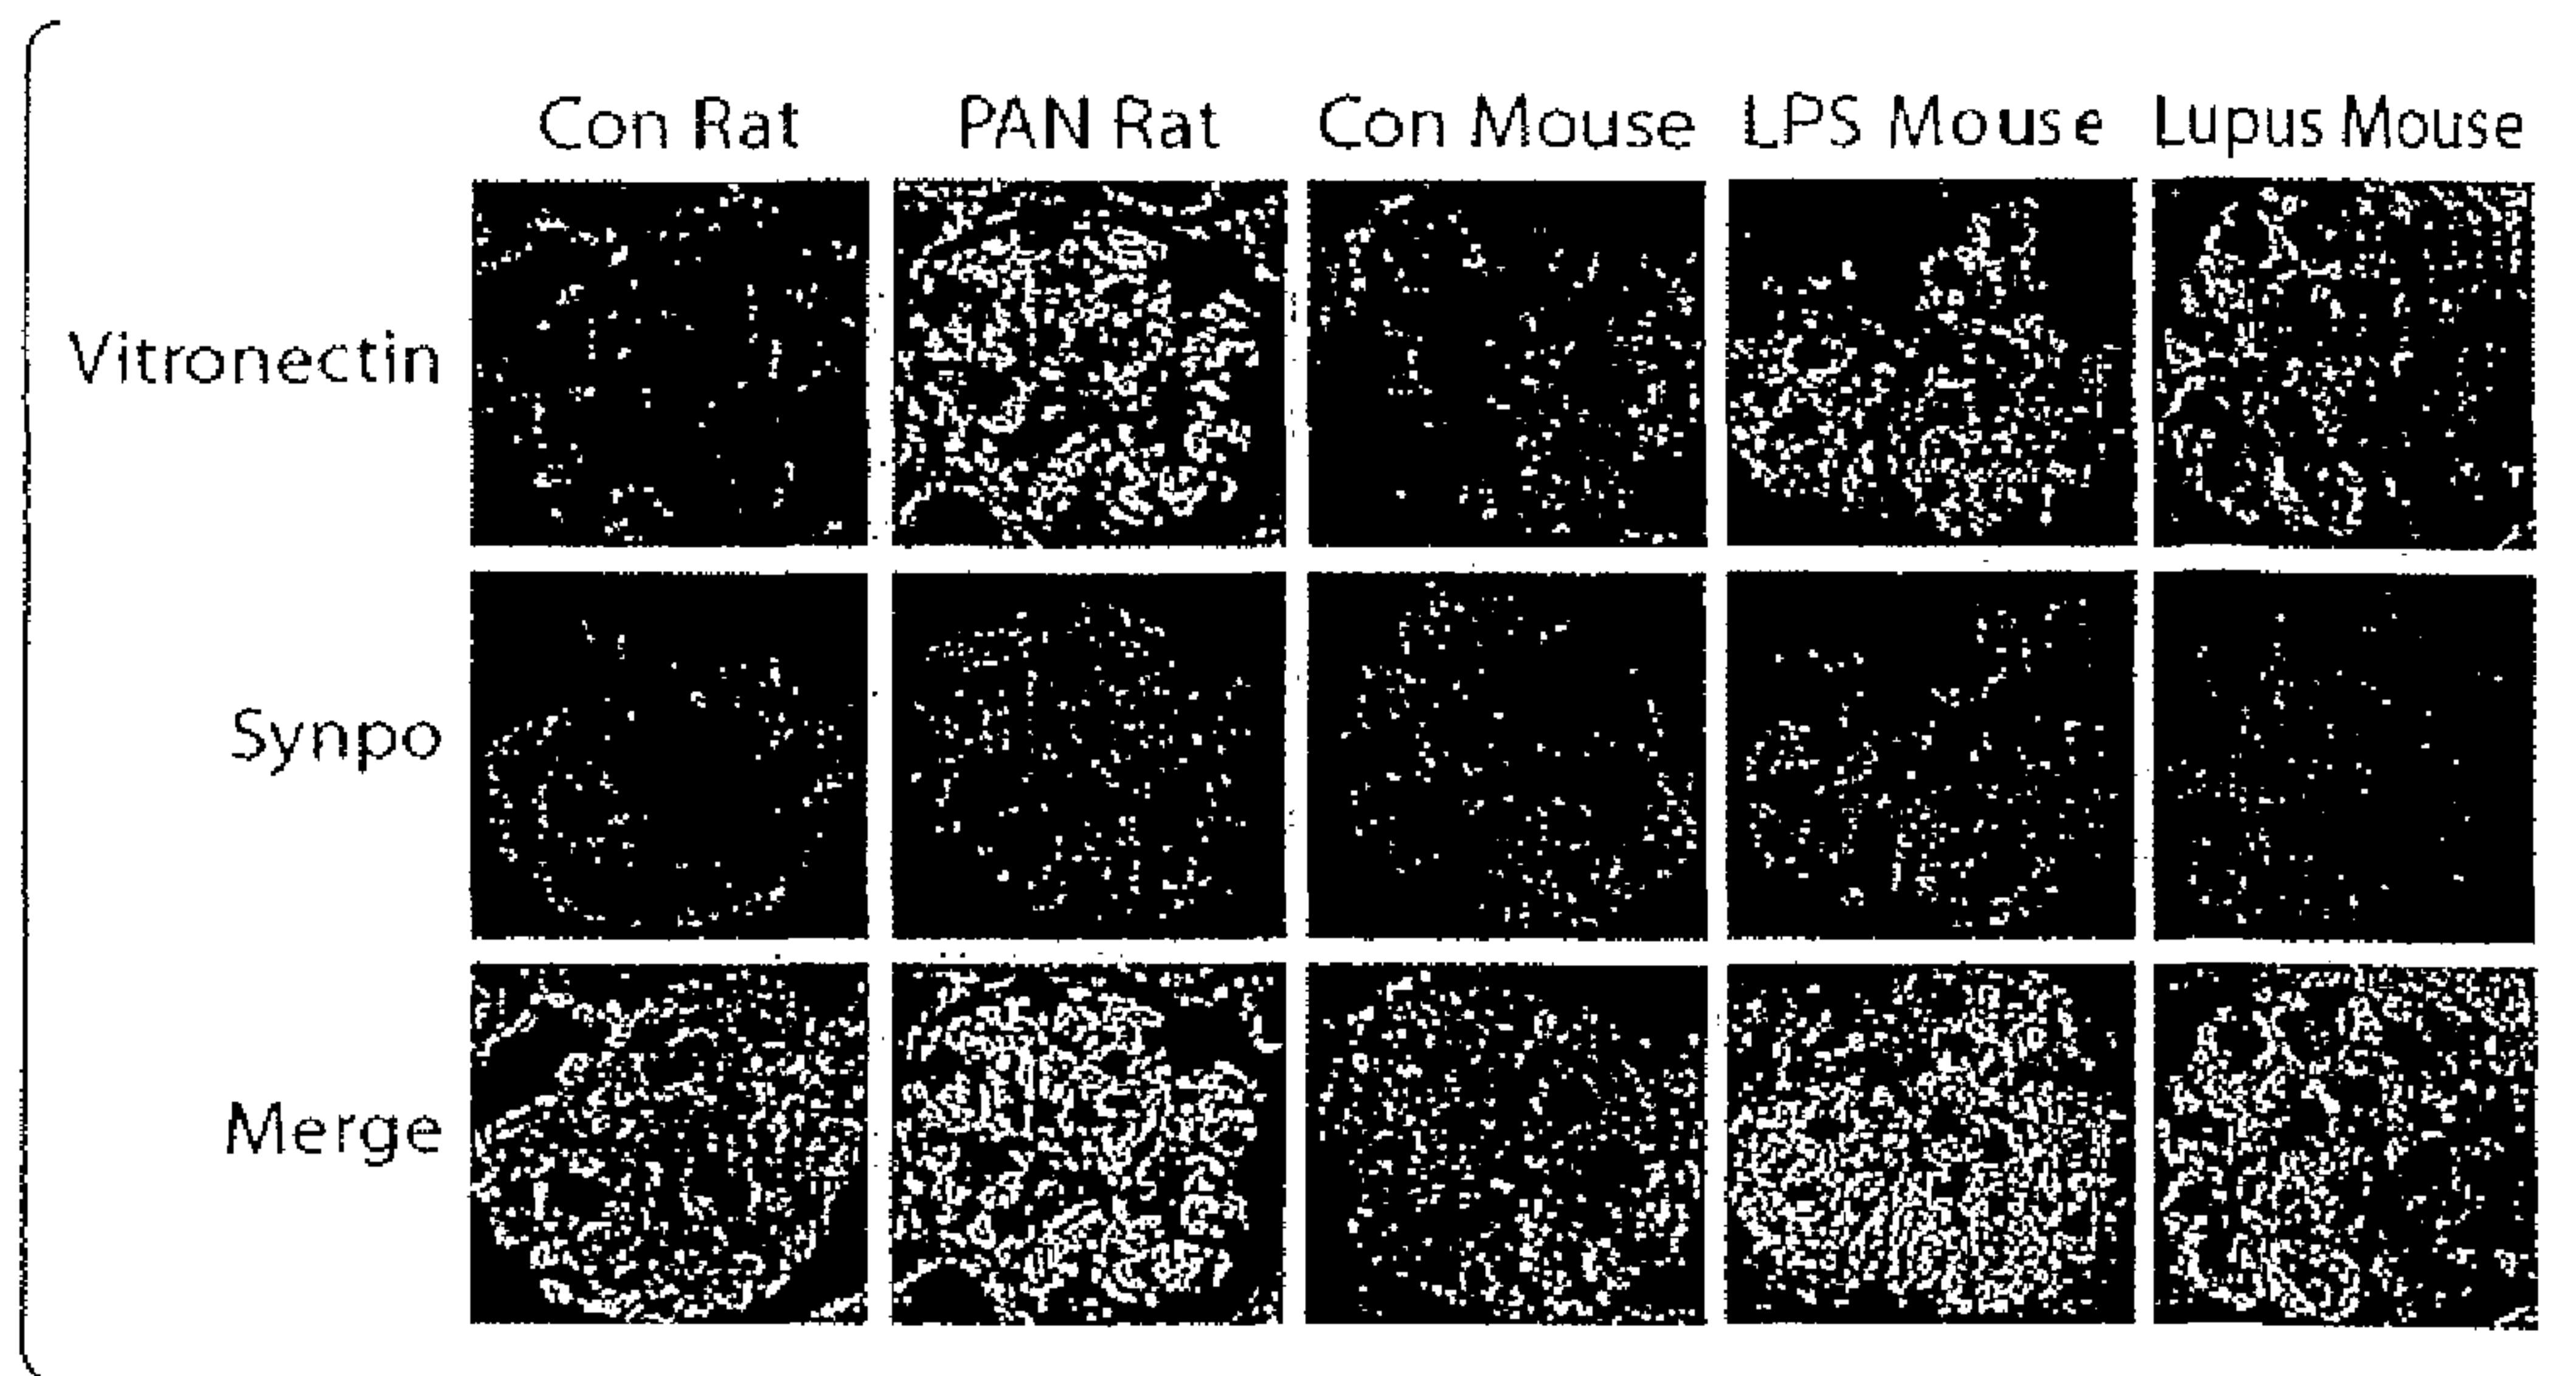 Con Rat PAN Rat Con Mouse LPS Mouse Lupus Mouse
Vitronectin
Synpo
Merge